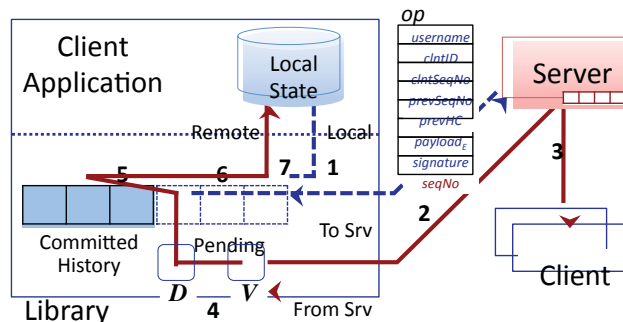 Client
Application
Local
State
Remote
Local
5
6
7
1
Committed
History
Pending
To Srv
D
V
4
Library
From Srv
op
username
clntID
clntSeqNo
prevSeqNo
prevHC
payloadE
signature
seqNo
2
Server
3
Client